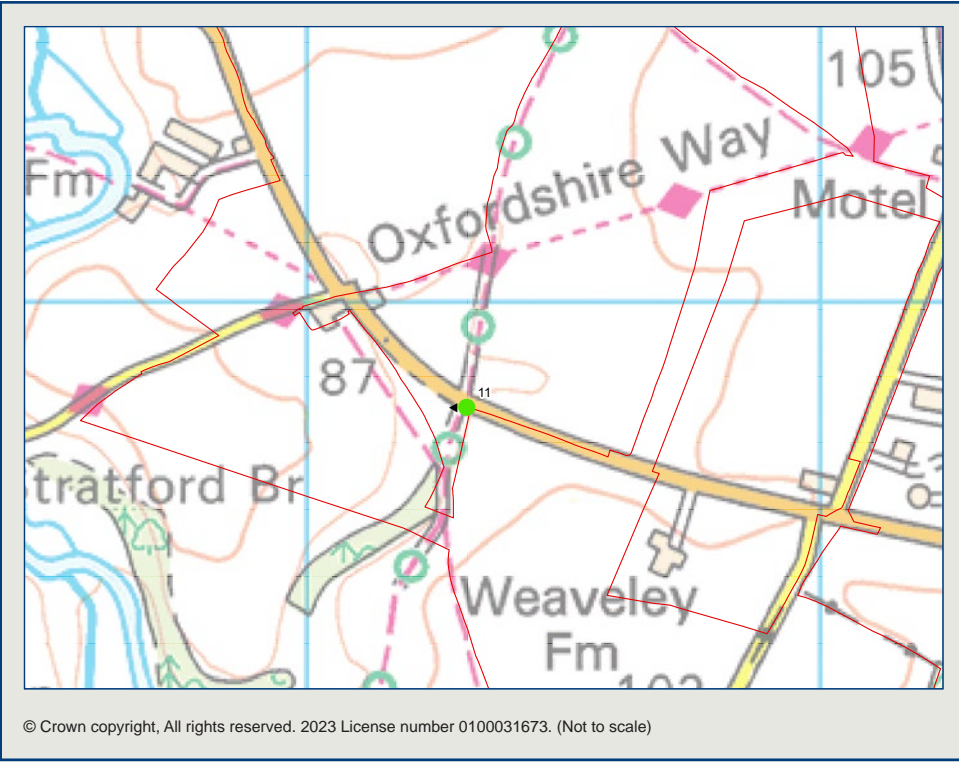 105
Oxfordshire Way
Fm
Motel
87
11
tratford Br
Weaveley
Fm
© Crown copyright, All rights reserved. 2023 License number 0100031673. (Not to scale)